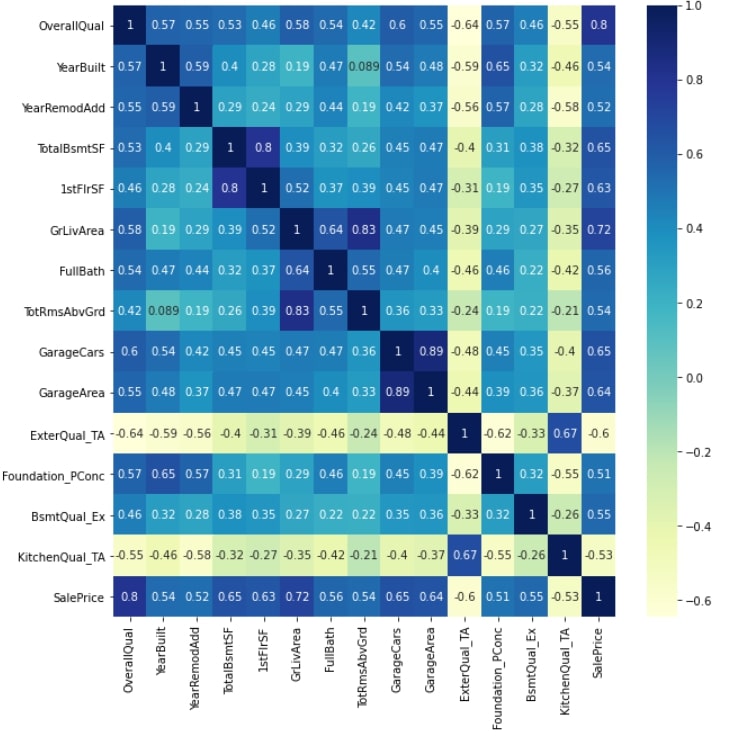 OverallQual 1 0.57 0.55 0.53 0.46 0.58 0.54 0.42 0.6 0.55 -0.64 0.57 0.46 -0.55 0.8
YearBuilt 0.57 1 0.59 0.4 0.28 0.19 0.47 0.089 0.54 0.48 -0.59 0.65 0.32 -0.46 0.54
YearRemodAdd 0.55 0.59 1 0.29 0.24 0.29 0.44 0.19 0.42 0.37 -0.56 0.57 0.28 -0.58 0.52
TotalBsmtSF 0.53 0.4 0.29 1 0.8 0.39 0.32 0.26 0.45 0.47 -0.4 0.31 0.38 -0.32 0.65
1stFlrSF 0.46 0.28 0.24 0.8 1 0.52 0.37 0.39 0.45 0.47 -0.31 0.19 0.35 -0.27 0.63
GrLivArea 0.58 0.19 0.29 0.39 0.52 1 0.64 0.83 0.47 0.45 -0.39 0.29 0.27 -0.35 0.72
FullBath 0.54 0.47 0.44 0.32 0.37 0.64 1 0.55 0.47 0.4 -0.46 0.46 0.22 -0.42 0.56
TotRmsAbvGrd 0.42 0.089 0.19 0.26 0.39 0.83 0.55 1 0.36 0.33 -0.24 0.19 0.22 -0.21 0.54
GarageCars 0.6 0.54 0.42 0.45 0.45 0.47 0.47 0.36 1 0.89 -0.48 0.45 0.35 -0.4 0.65
GarageArea 0.55 0.48 0.37 0.47 0.47 0.45 0.4 0.33 0.89 1 -0.44 0.39 0.36 -0.37 0.64
ExterQual_TA -0.64 -0.59 -0.56 -0.4 -0.31 -0.39 -0.46 -0.24 -0.48 -0.44 1 -0.62 -0.33 0.67 -0.6
Foundation_PConc 0.57 0.65 0.57 0.31 0.19 0.29 0.46 0.19 0.45 0.39 -0.62 1 0.32 -0.55 0.51
BsmtQual_Ex 0.46 0.32 0.28 0.38 0.35 0.27 0.22 0.22 0.35 0.36 -0.33 0.32 1 -0.26 0.55
KitchenQual_TA -0.55 -0.46 -0.58 -0.32 -0.27 -0.35 -0.42 -0.21 -0.4 -0.37 0.67 -0.55 -0.26 1 -0.53
SalePrice 0.8 0.54 0.52 0.65 0.63 0.72 0.56 0.54 0.65 0.64 -0.6 0.51 0.55 -0.53 1
OverallQual
YearBuilt
YearRemodAdd
TotalBsmtSF
1stFlrSF
GrLivArea
FullBath
TotRmsAbvGrd
GarageCars
GarageArea
ExterQual_TA
Foundation_PConc
BsmtQual_Ex
KitchenQual_TA
SalePrice
1.0
0.8
0.6
0.4
0.2
0.0
−0.2
−0.4
−0.6